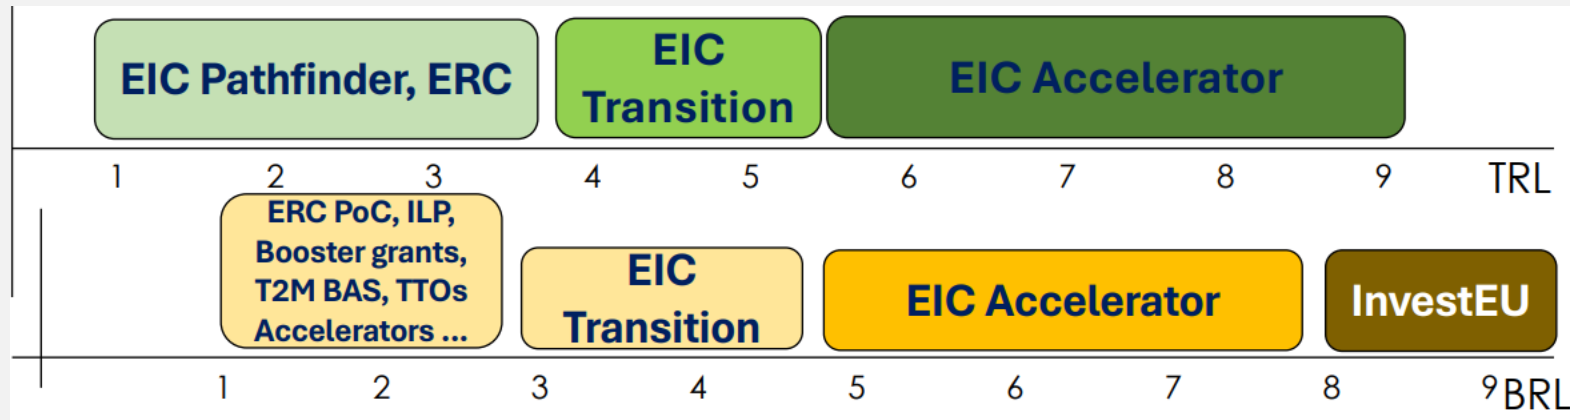 EIC Pathfinder, ERC
EIC
Transition
EIC Accelerator
1 2 3 4 5 6 7 8 9 TRL
ERC PoC, ILP,
Booster grants,
T2M BAS, TTOs
Accelerators ...
EIC
Transition
EIC Accelerator
InvestEU
1 2 3 4 5 6 7 8 9 BRL